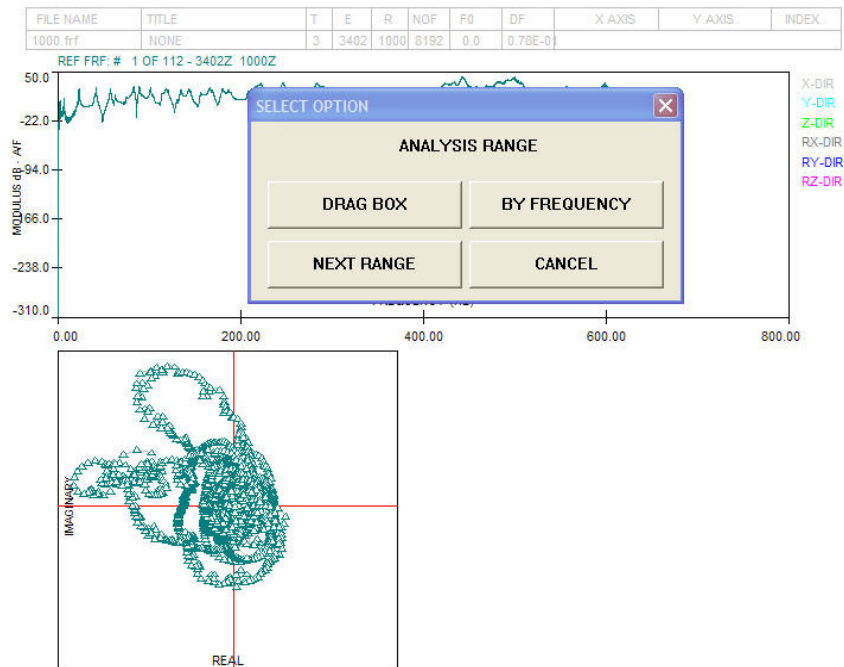 FILE NAME TITLE T E R NOF F0 DF X AXIS Y AXIS INDEX
1000.frf NONE 3 3402 1000 8192 0.0 0.78E-01
REF FRF: # 1 OF 112 - 3402Z 1000Z
50.0
-22.0
-94.0
-166.0
-238.0
-310.0
MODULUS dB - A/F
SELECT OPTION
ANALYSIS RANGE
DRAG BOX BY FREQUENCY
NEXT RANGE CANCEL
X-DIR
Y-DIR
Z-DIR
RX-DIR
RY-DIR
RZ-DIR
0.00 200.00 400.00 600.00 800.00
IMAGINARY
REAL